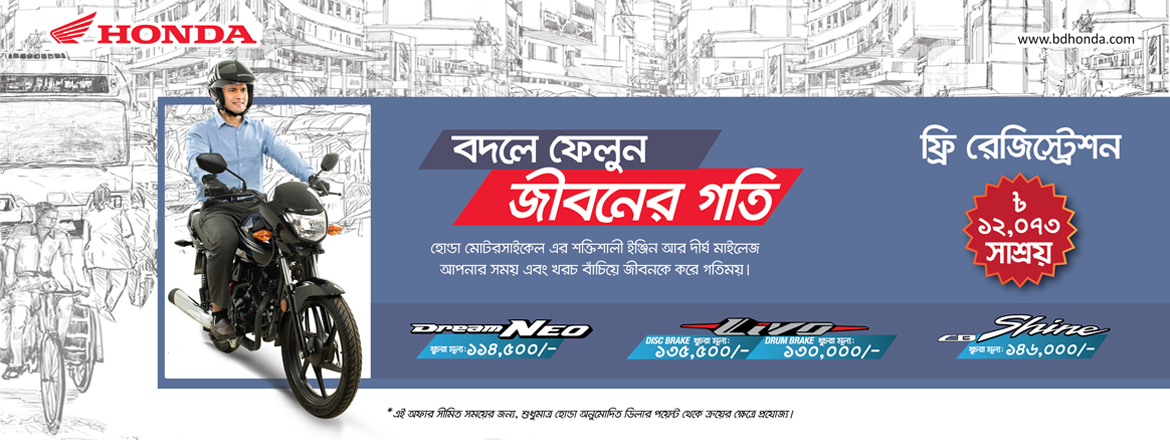 HONDA
www.bdhonda.com
বদলে ফেলুন
জীবনের গতি
হোন্ডা মোটরসাইকেল এর শক্তিশালী ইঞ্জিন আর দীর্ঘ মাইলেজ
আপনার সময় এবং খরচ বাঁচিয়ে জীবনকে করে গতিময়।
ফ্রি রেজিস্ট্রেশন
৳
১২,০৭৩
সাশ্রয়
Dream NEO
খুচরা মূল্য: ১১৪,৫০০/-
Livo
DISC BRAKE খুচরা মূল্য: ১৩৫,৫০০/-
DRUM BRAKE খুচরা মূল্য: ১৩০,০০০/-
CB Shine
খুচরা মূল্য: ১৪৬,০০০/-
*এই অফার সীমিত সময়ের জন্য, শুধুমাত্র হোন্ডা অনুমোদিত ডিলার পয়েন্ট থেকে ক্রয়ের ক্ষেত্রে প্রযোজ্য।